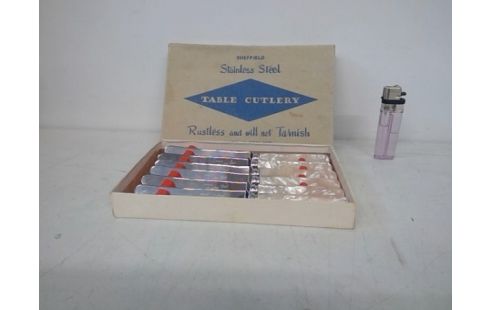 SHEFFIELD
Stainless Steel
TABLE CUTLERY
Rustless and will not Tarnish